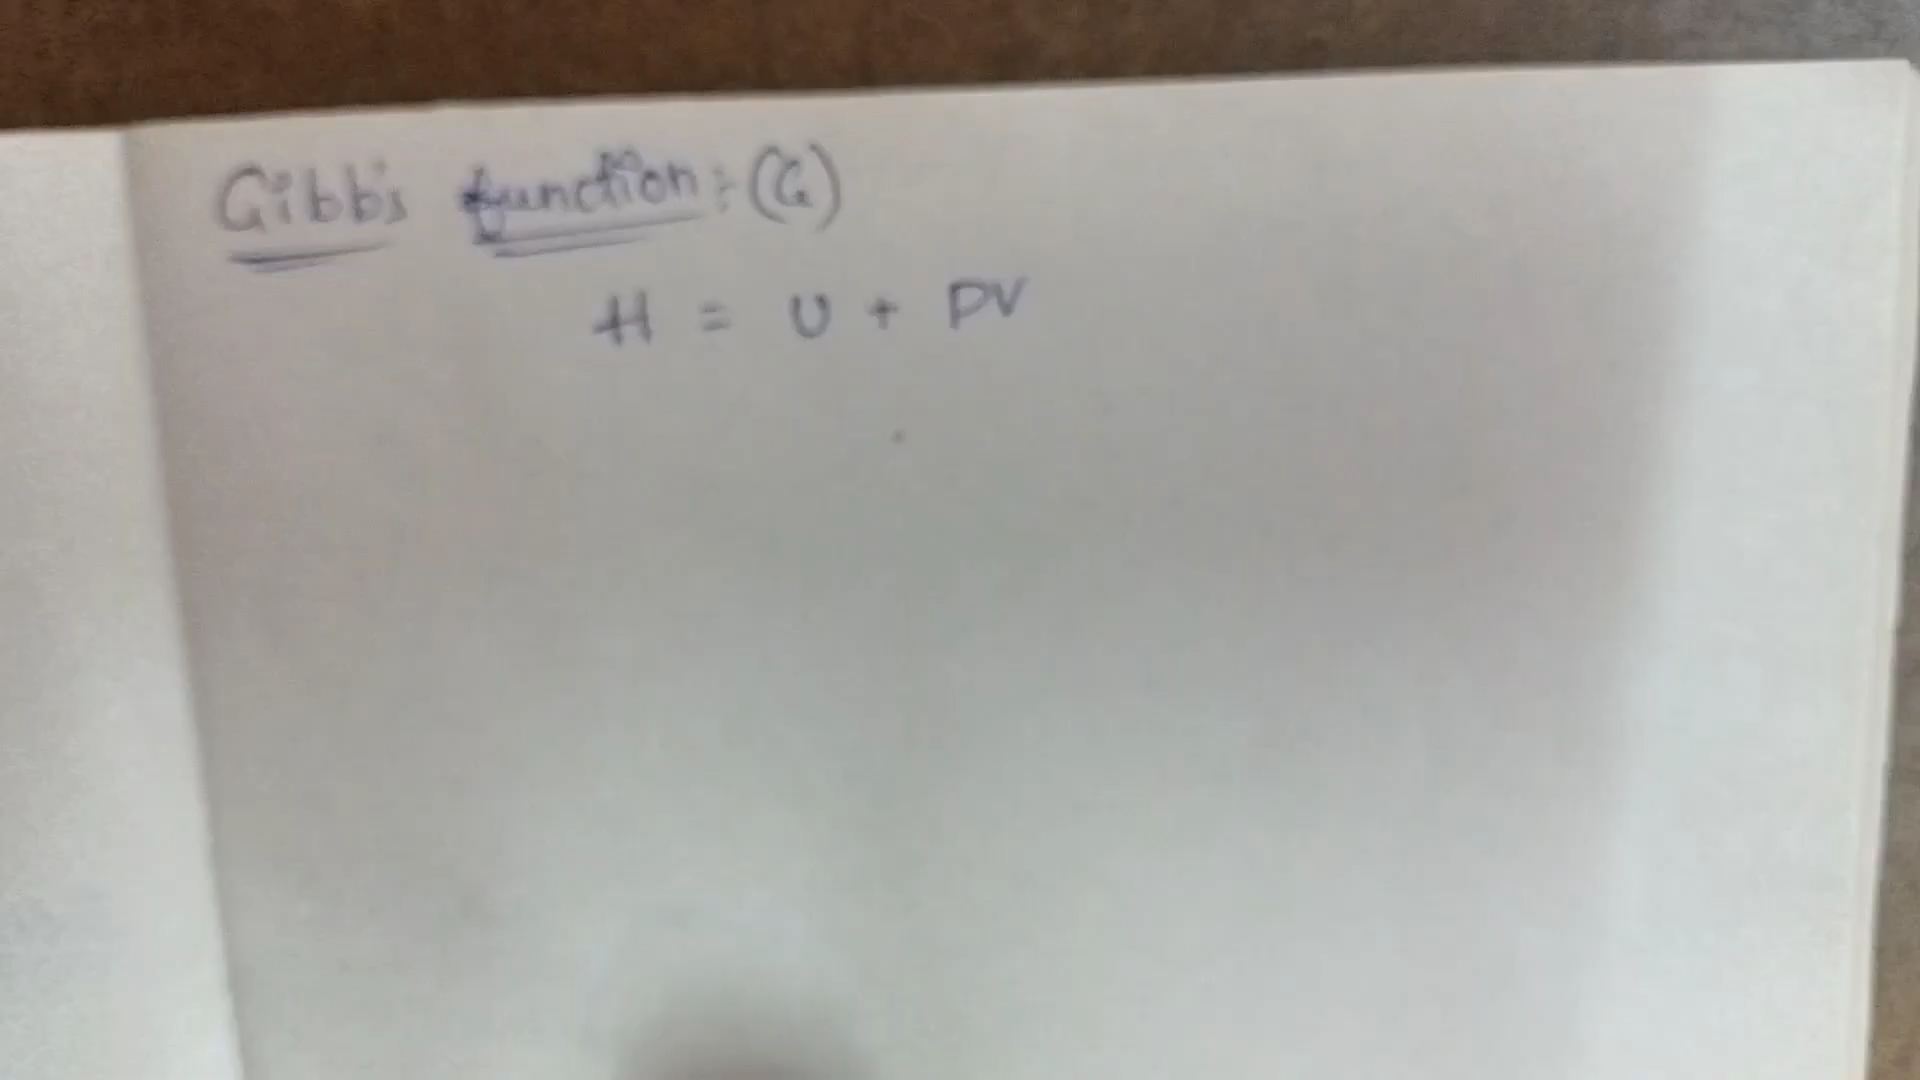 Gibb's function :- (G)
H = U + PV